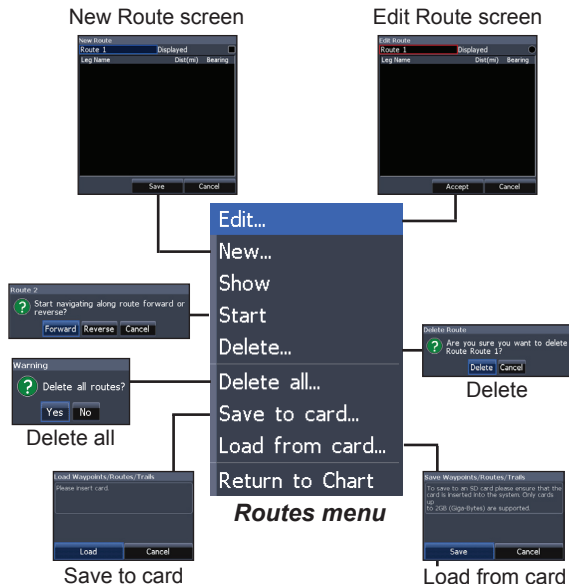 New Route screen
Edit Route screen
New Route
Route 1 Displayed
Leg Name Dist(mi) Bearing
Save Cancel
Edit Route
Route 1 Displayed
Leg Name Dist(mi) Bearing
Accept Cancel
Edit...
New...
Show
Start
Delete...
Delete all...
Save to card...
Load from card...
Return to Chart
Routes menu
Route 2
? Start navigating along route forward or
reverse?
Forward Reverse Cancel
Warning
? Delete all routes?
Yes No
Delete all
Delete Route
? Are you sure you want to delete
Route Route 1?
Delete Cancel
Delete
Load Waypoints/Routes/Trails
Please insert card.
Load Cancel
Save to card
Save Waypoints/Routes/Trails
To save to an SD card please ensure that the
card is inserted into the system. Only cards
up
to 2GB (Giga-Bytes) are supported.
Save Cancel
Load from card